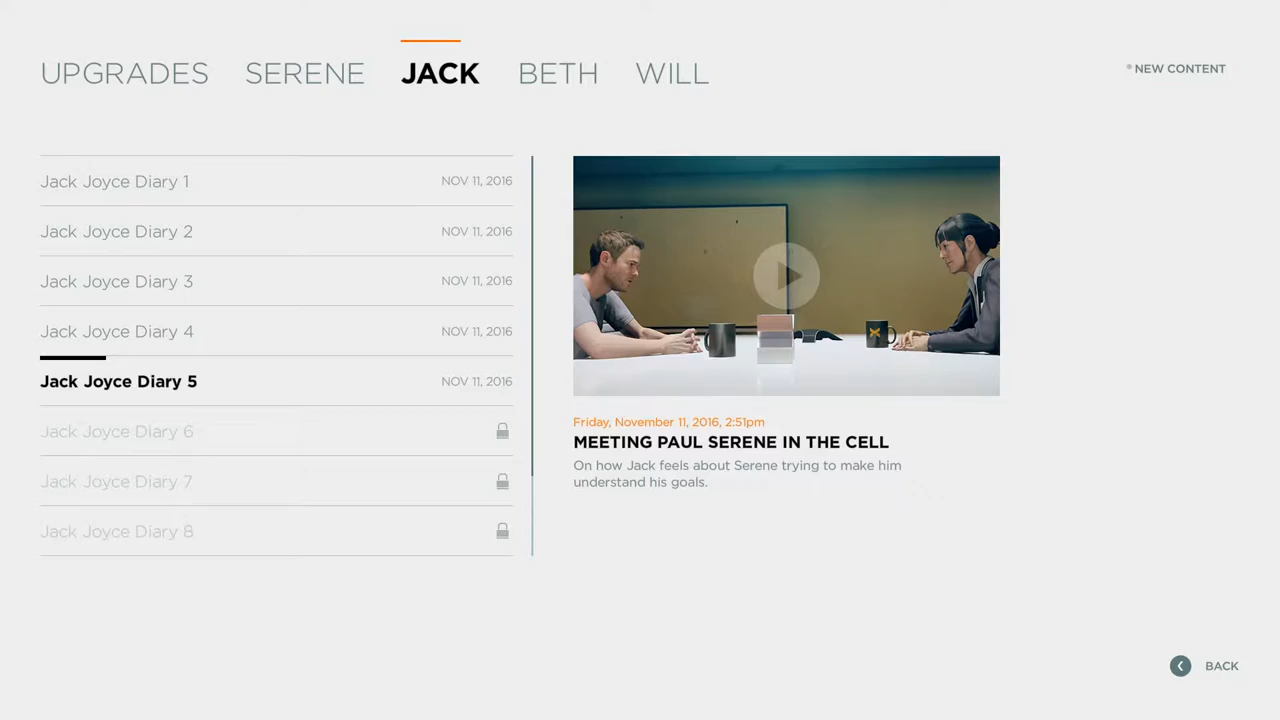 UPGRADES SERENE JACK BETH WILL
NEW CONTENT
Jack Joyce Diary 1 NOV 11, 2016
Jack Joyce Diary 2 NOV 11, 2016
Jack Joyce Diary 3 NOV 11, 2016
Jack Joyce Diary 4 NOV 11, 2016
Jack Joyce Diary 5 NOV 11, 2016
Jack Joyce Diary 6
Jack Joyce Diary 7
Jack Joyce Diary 8
Friday, November 11, 2016, 2:51pm
MEETING PAUL SERENE IN THE CELL
On how Jack feels about Serene trying to make him
understand his goals.
BACK